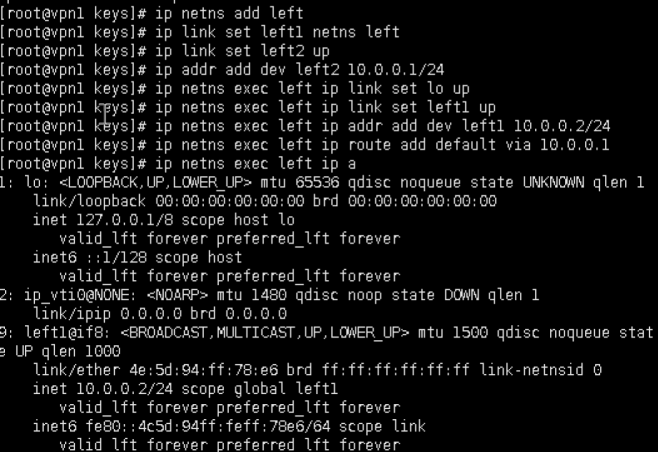 [root@vpn1 keys]# ip netns add left
[root@vpn1 keys]# ip link set left1 netns left
[root@vpn1 keys]# ip link set left2 up
[root@vpn1 keys]# ip addr add dev left2 10.0.0.1/24
[root@vpn1 keys]# ip netns exec left ip link set lo up
[root@vpn1 keys]# ip netns exec left ip link set left1 up
[root@vpn1 keys]# ip netns exec left ip addr add dev left1 10.0.0.2/24
[root@vpn1 keys]# ip netns exec left ip route add default via 10.0.0.1
[root@vpn1 keys]# ip netns exec left ip a
1: lo: <LOOPBACK,UP,LOWER_UP> mtu 65536 qdisc noqueue state UNKNOWN qlen 1
link/loopback 00:00:00:00:00:00 brd 00:00:00:00:00:00
inet 127.0.0.1/8 scope host lo
valid_lft forever preferred_lft forever
inet6 ::1/128 scope host
valid_lft forever preferred_lft forever
2: ip_vti0@NONE: <NOARP> mtu 1480 qdisc noop state DOWN qlen 1
link/ipip 0.0.0.0 brd 0.0.0.0
9: left1@if8: <BROADCAST,MULTICAST,UP,LOWER_UP> mtu 1500 qdisc noqueue stat
e UP qlen 1000
link/ether 4e:5d:94:ff:78:e6 brd ff:ff:ff:ff:ff:ff link-netnsid 0
inet 10.0.0.2/24 scope global left1
valid_lft forever preferred_lft forever
inet6 fe80::4c5d:94ff:feff:78e6/64 scope link
valid_lft forever preferred_lft forever